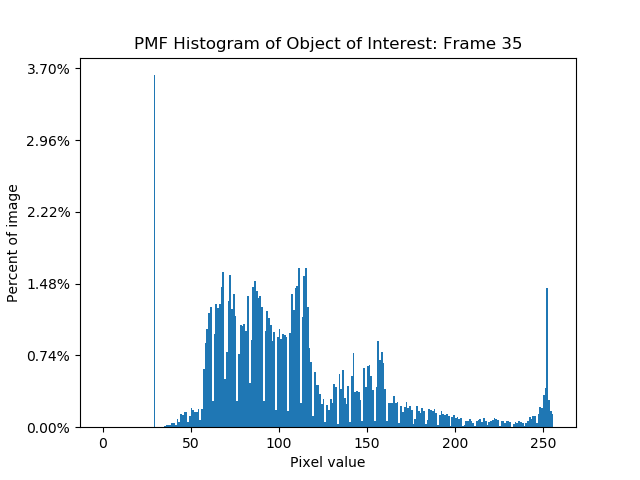 PMF Histogram of Object of Interest: Frame 35
3.70%
2.96%
2.22%
1.48%
0.74%
0.00%
Percent of image
0 50 100 150 200 250
Pixel value